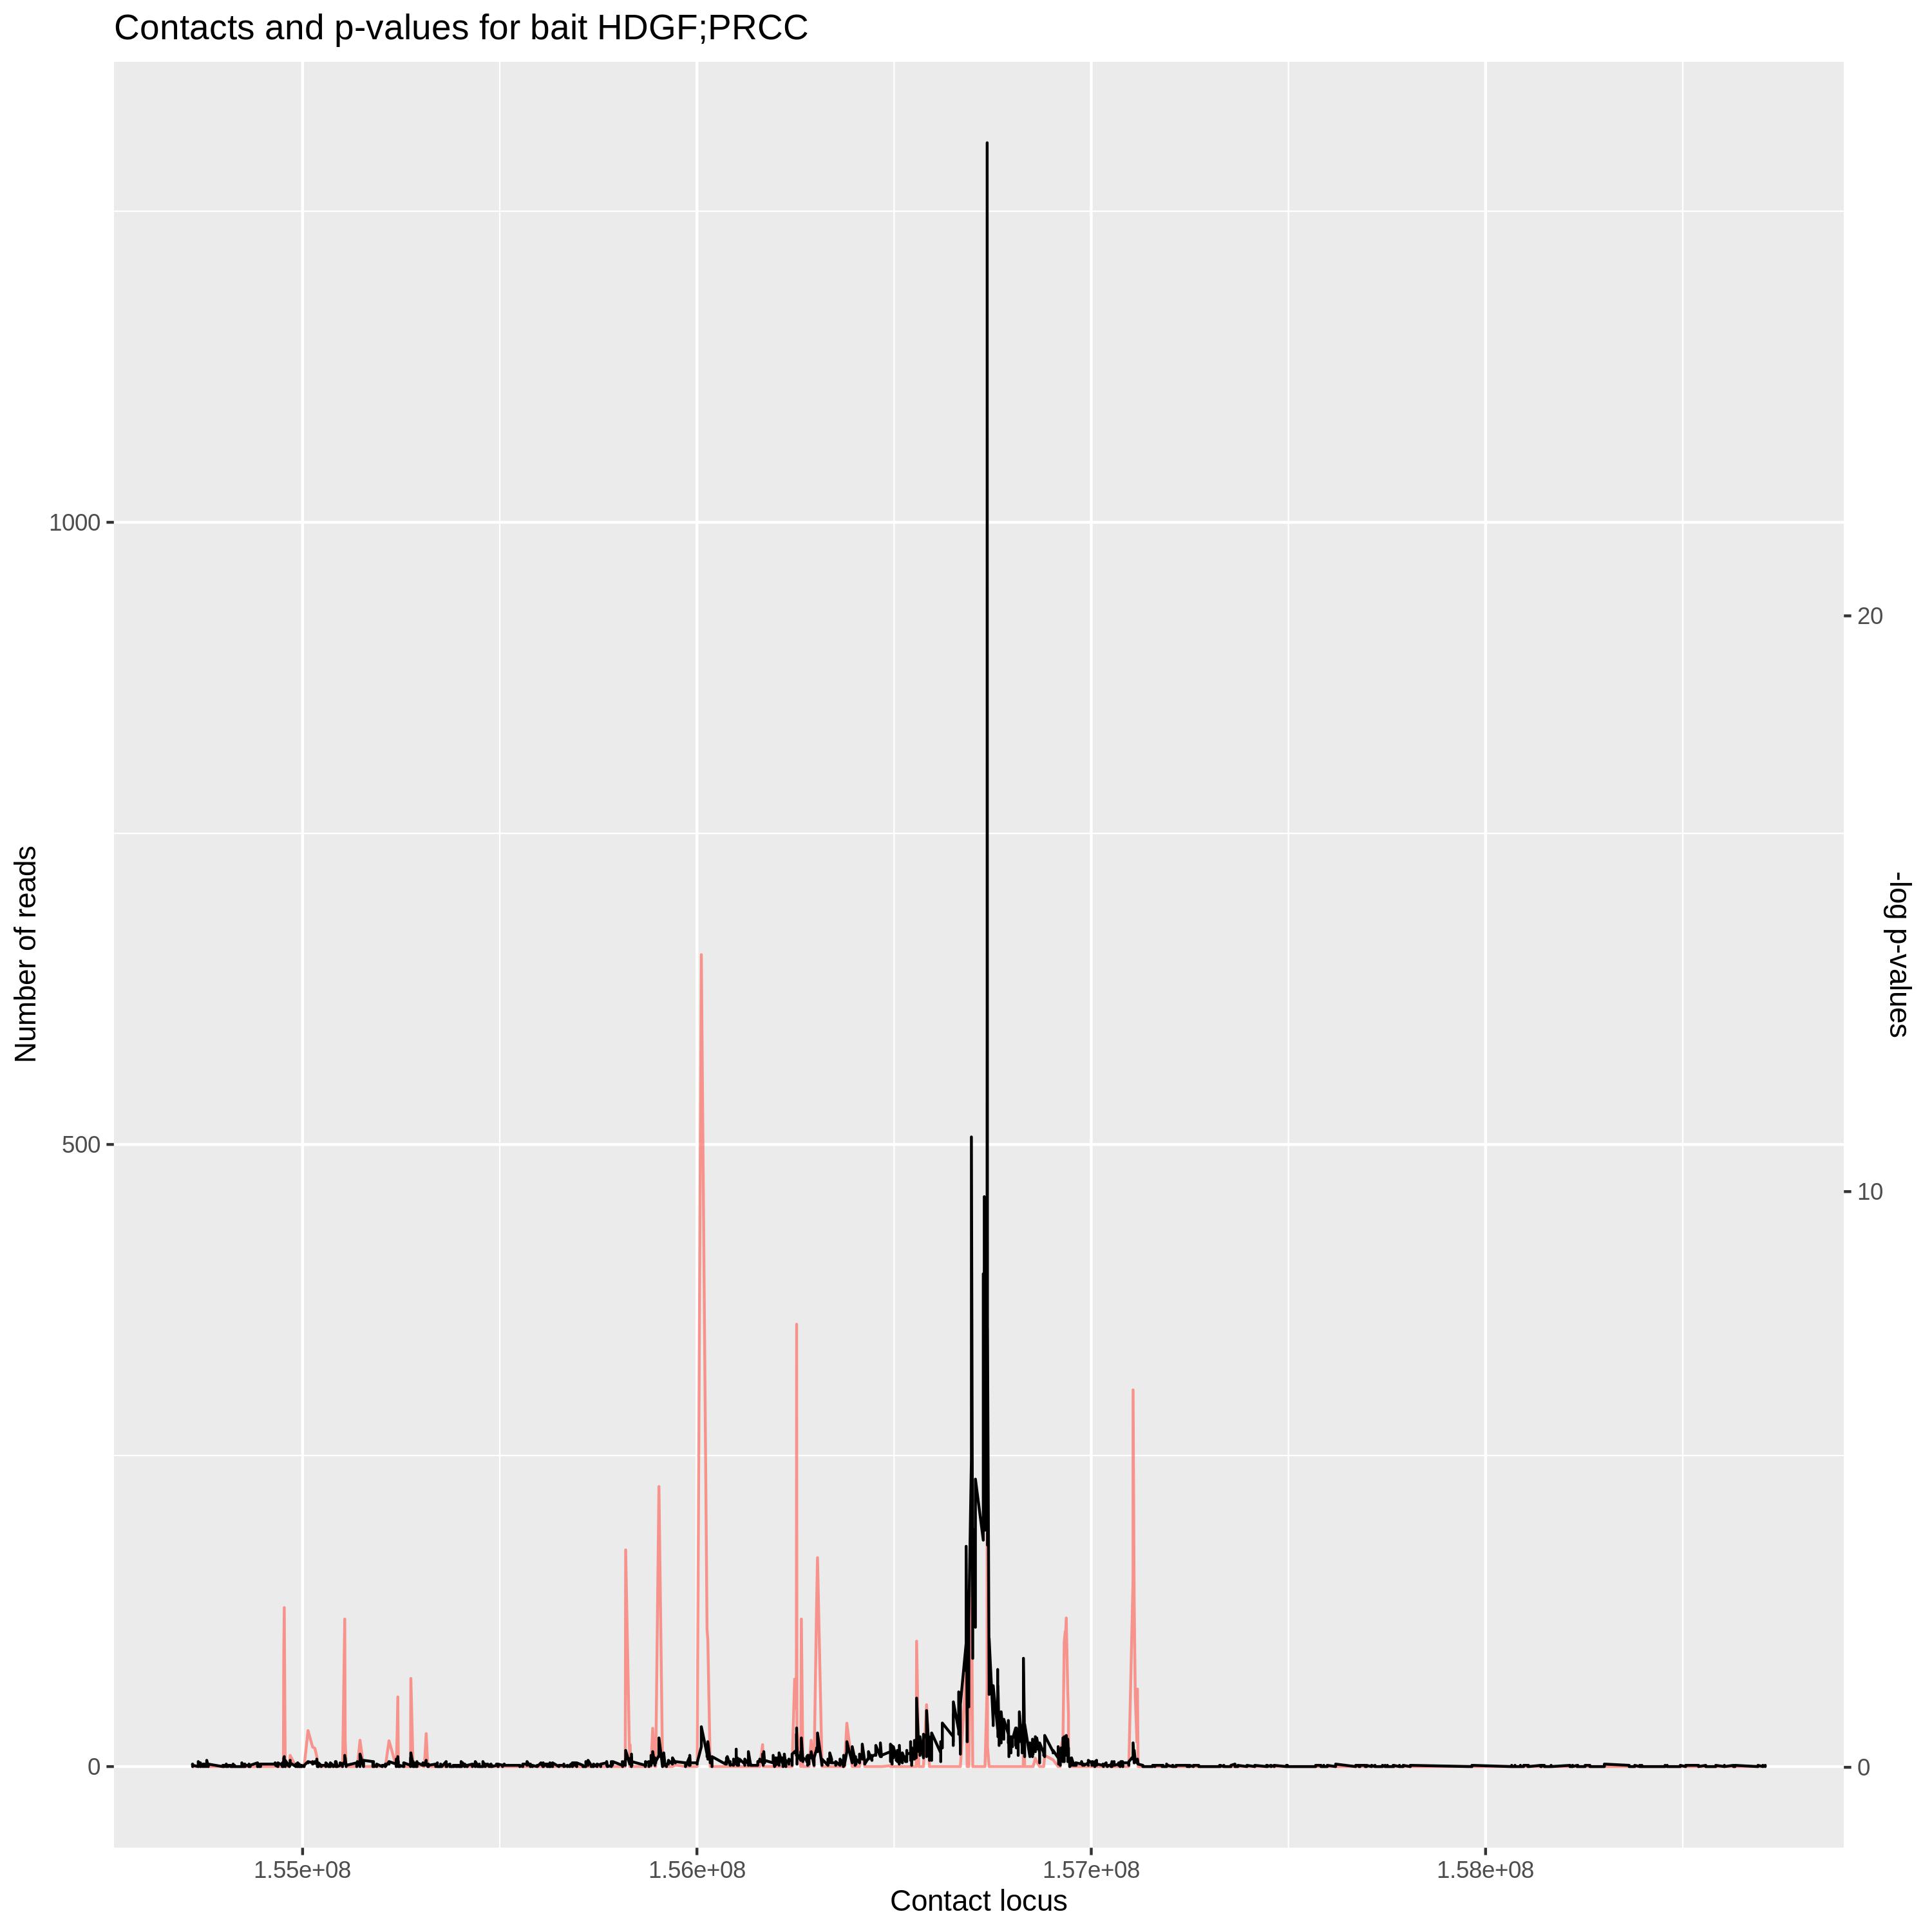 Contacts and p-values for bait HDGF;PRCC
1000
500
0
Number of reads
20
10
0
-log p-values
1.55e+08
1.56e+08
1.57e+08
1.58e+08
Contact locus